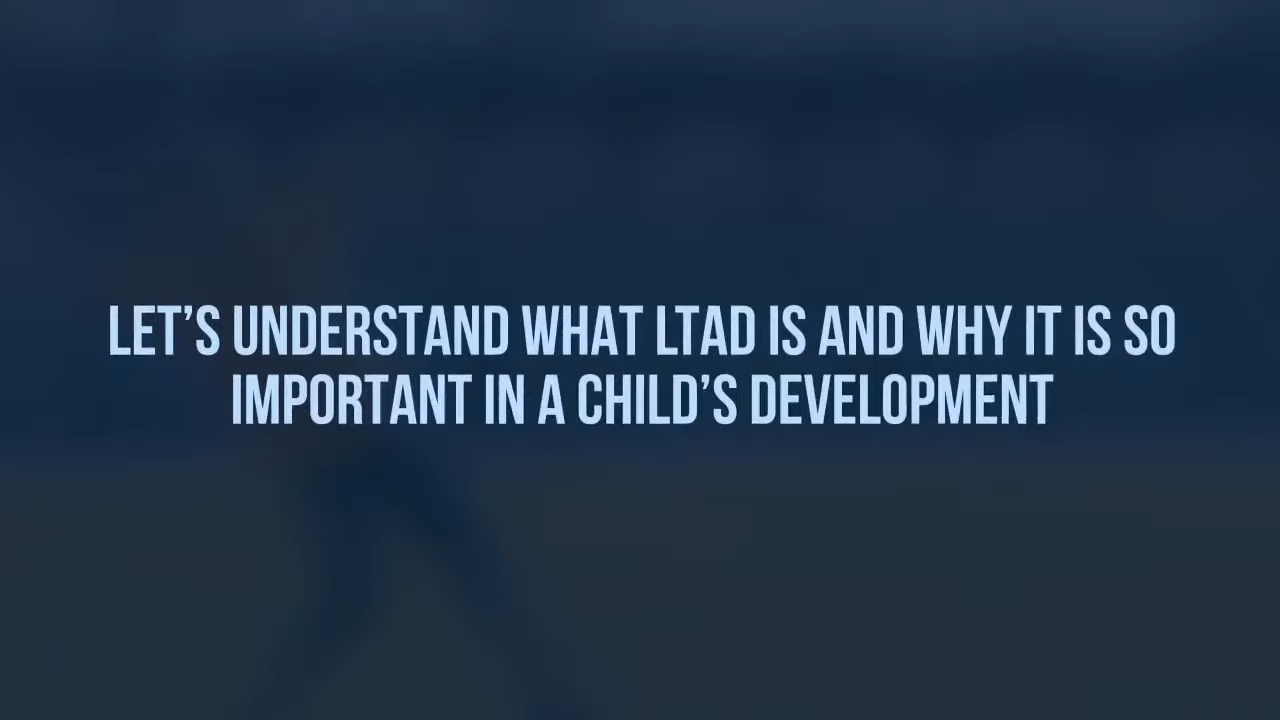 LET’S UNDERSTAND WHAT LTAD IS AND WHY IT IS SO
IMPORTANT IN A CHILD’S DEVELOPMENT